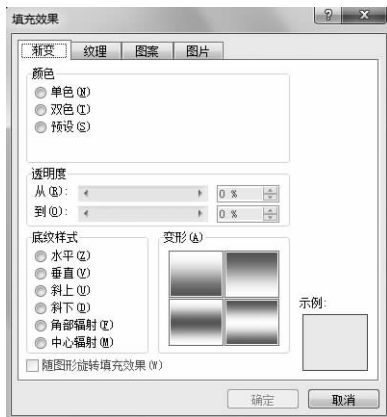 填充效果
渐变 纹理 图案 图片
颜色
单色(N)
双色(T)
预设(S)
透明度
从(R): 0 %
到(O): 0 %
底纹样式
水平(Z)
垂直(V)
斜上(U)
斜下(D)
角部辐射(F)
中心辐射(M)
变形(A)
示例:
随图形旋转填充效果(W)
确定 取消